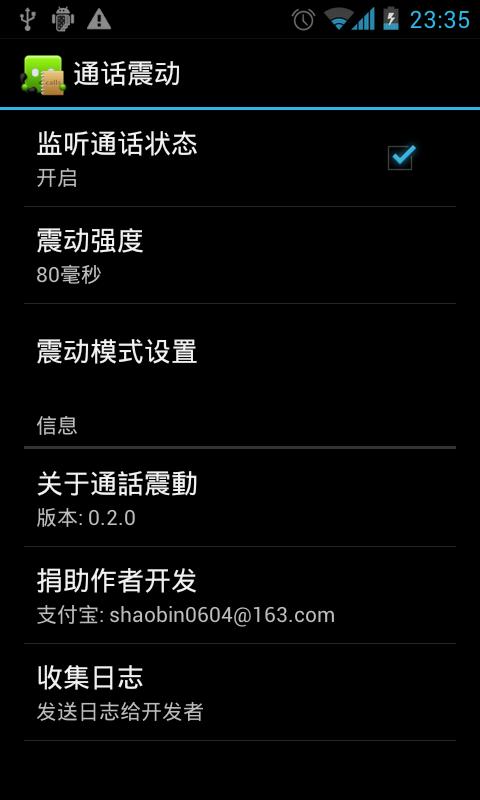 23:35
通话震动
监听通话状态
开启
震动强度
80毫秒
震动模式设置
信息
关于通話震動
版本: 0.2.0
捐助作者开发
支付宝: shaobin0604@163.com
收集日志
发送日志给开发者